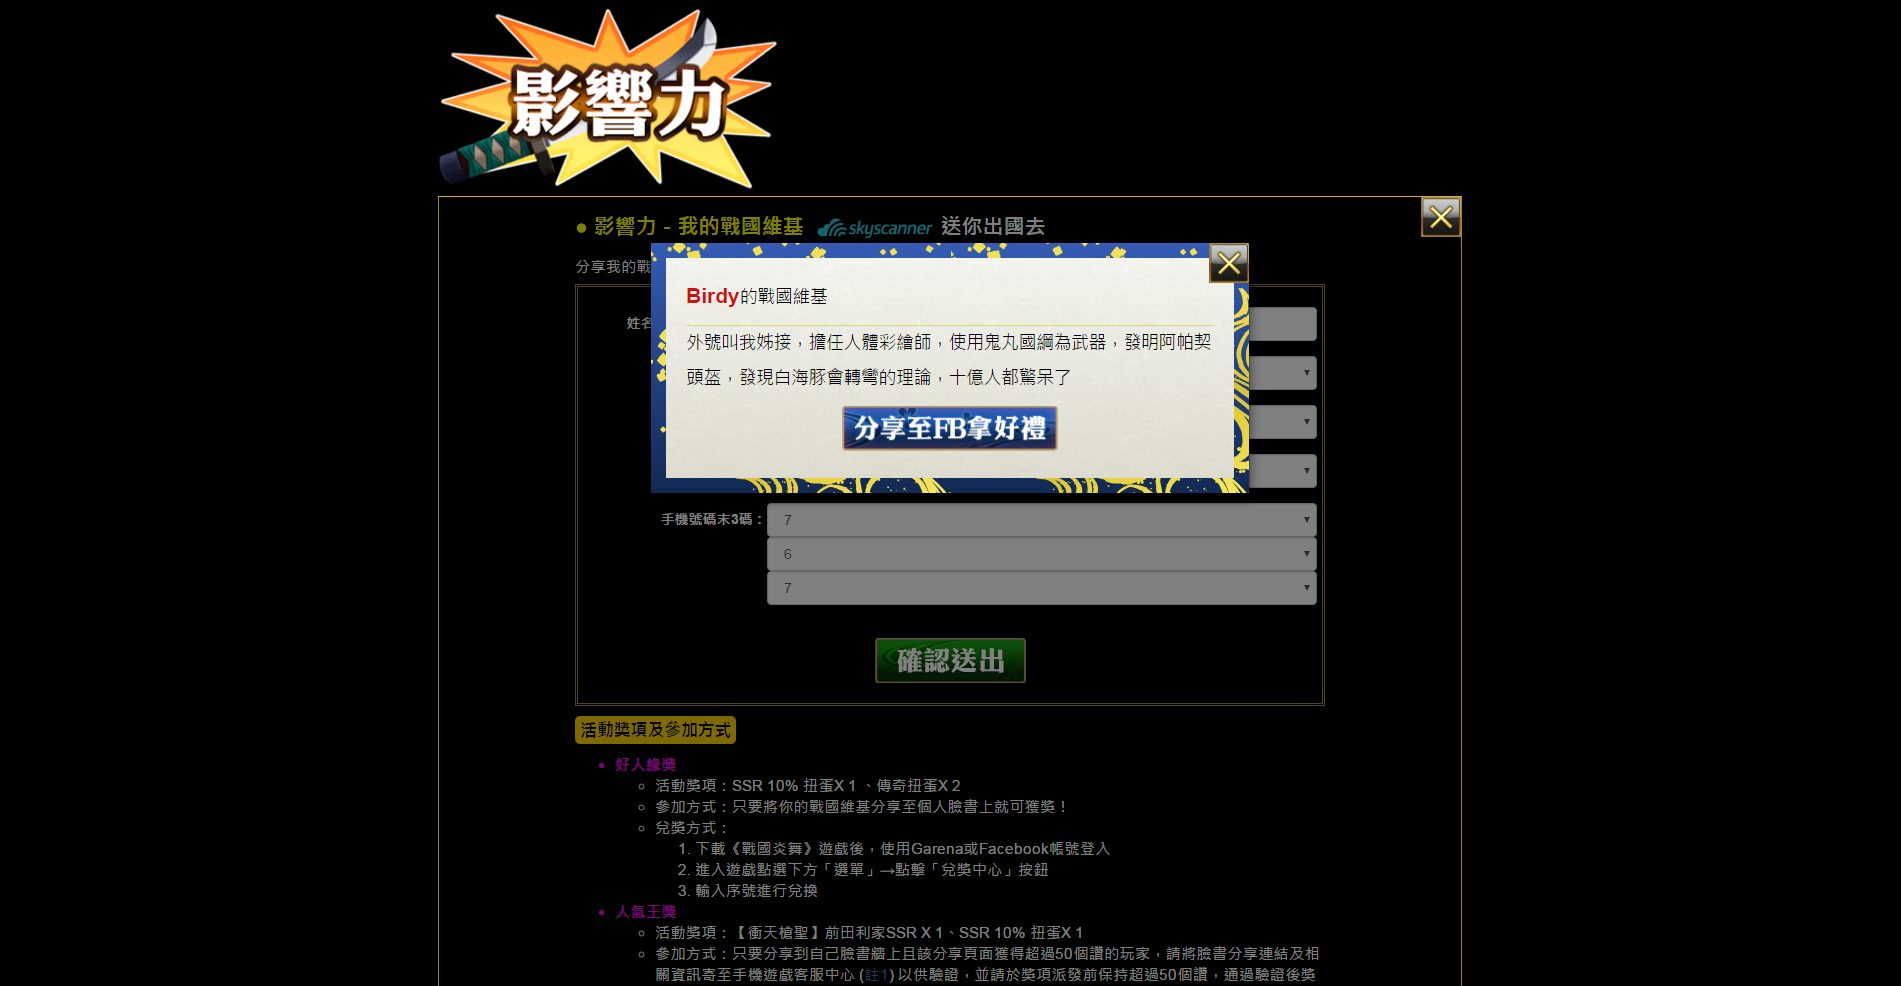 影響力
● 影響力 - 我的戰國維基 skyscanner 送你出國去
分享我的戰
Birdy的戰國維基
外號叫我姊接，擔任人體彩繪師，使用鬼丸國綱為武器，發明阿帕契
頭盔，發現白海豚會轉彎的理論，十億人都驚呆了
分享至FB拿好禮
姓名
手機號碼末3碼：
7
6
7
確認送出
活動獎項及參加方式
好人緣獎
活動獎項：SSR 10% 扭蛋X 1 、傳奇扭蛋X 2
參加方式：只要將你的戰國維基分享至個人臉書上就可獲獎！
兌獎方式：
1. 下載《戰國炎舞》遊戲後，使用Garena或Facebook帳號登入
2. 進入遊戲點選下方「選單」→點擊「兌獎中心」按鈕
3. 輸入序號進行兌換
人氣王獎
活動獎項：【衝天槍聖】前田利家SSR X 1、SSR 10% 扭蛋X 1
參加方式：只要分享到自己臉書牆上且該分享頁面獲得超過50個讚的玩家，請將臉書分享連結及相
關資訊寄至手機遊戲客服中心 (註1) 以供驗證，並請於獎項派發前保持超過50個讚，通過驗證後獎